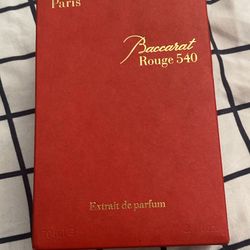 Paris
Baccarat
Rouge 540
Extrait de parfum